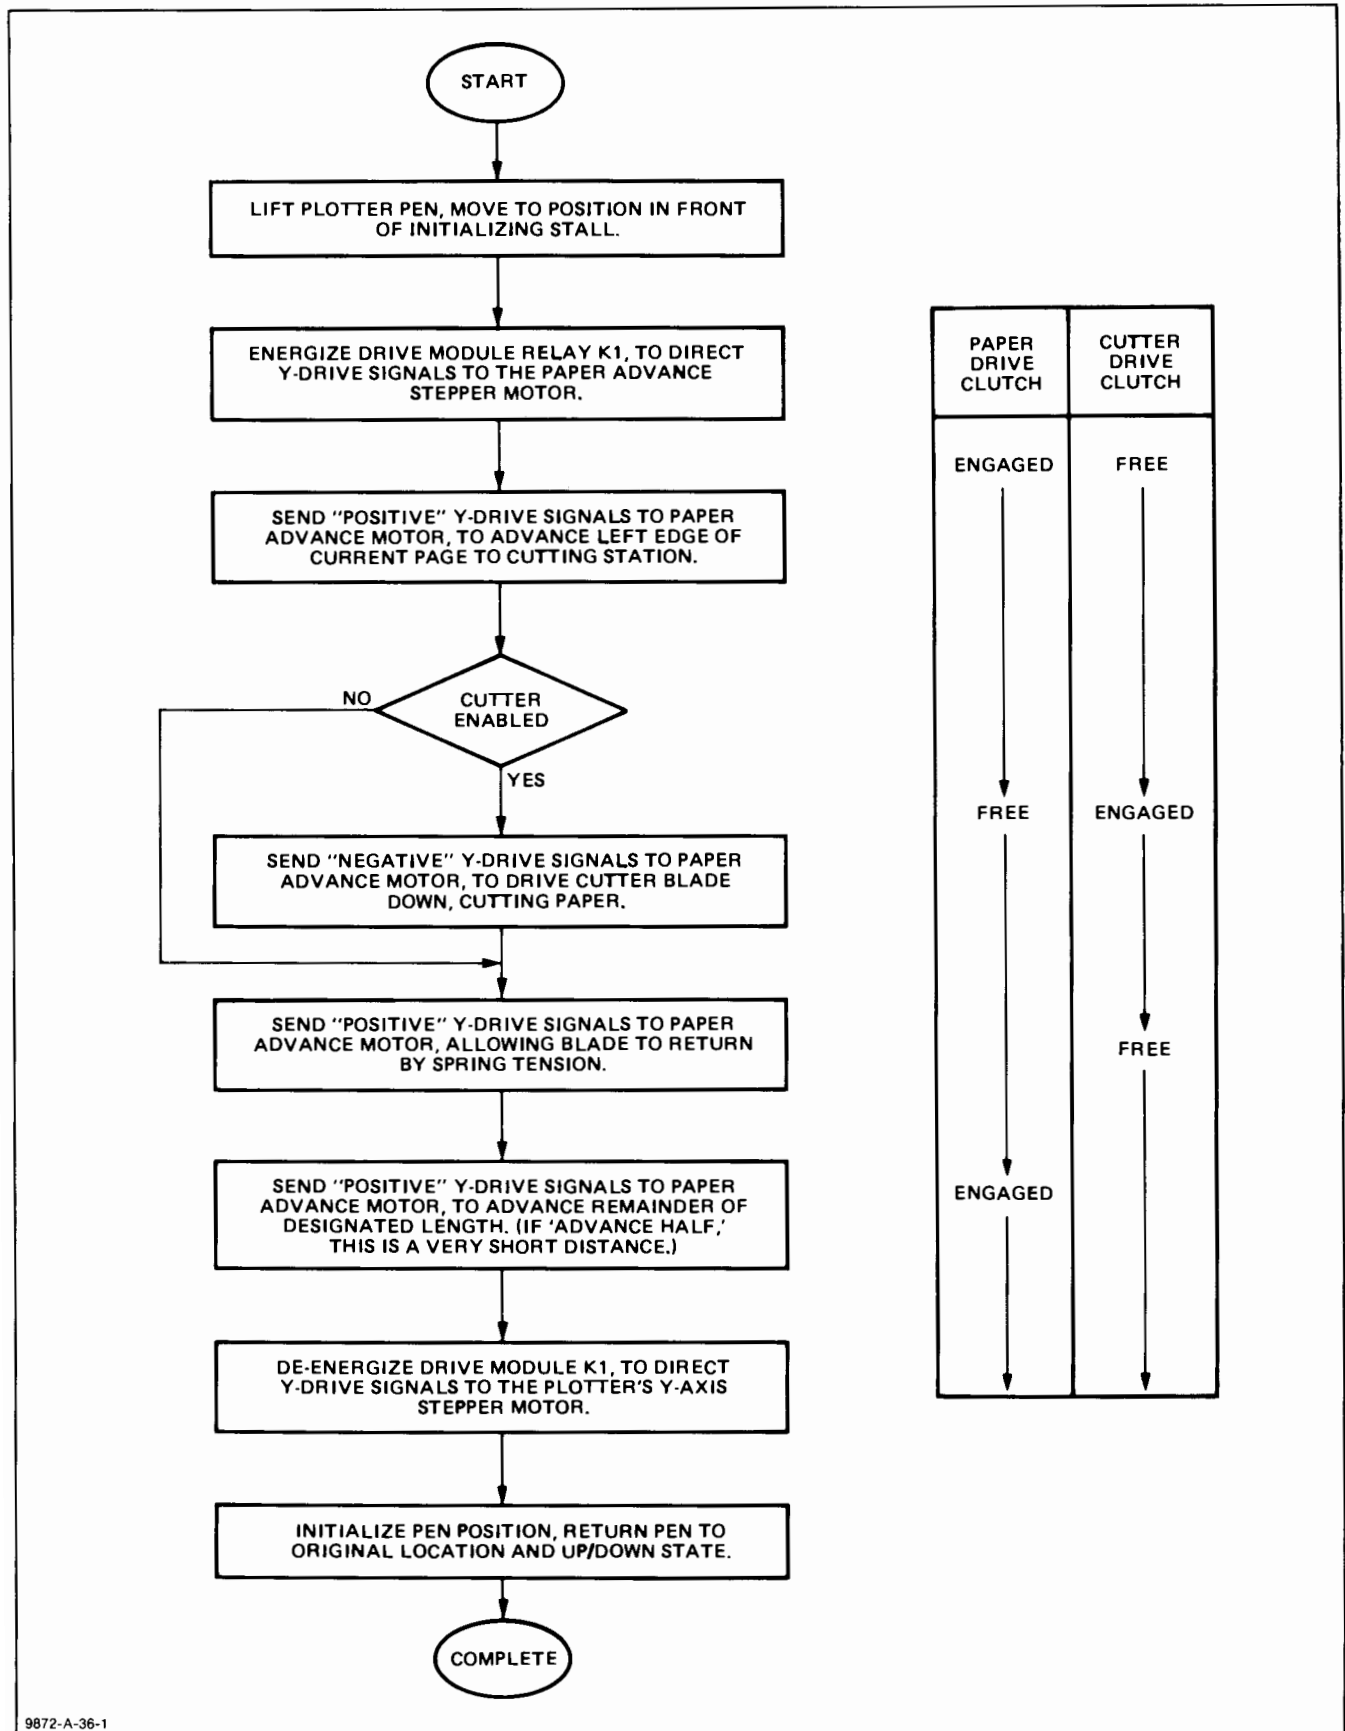 START
LIFT PLOTTER PEN, MOVE TO POSITION IN FRONT
OF INITIALIZING STALL.
ENERGIZE DRIVE MODULE RELAY K1, TO DIRECT
Y-DRIVE SIGNALS TO THE PAPER ADVANCE
STEPPER MOTOR.
SEND "POSITIVE" Y-DRIVE SIGNALS TO PAPER
ADVANCE MOTOR, TO ADVANCE LEFT EDGE OF
CURRENT PAGE TO CUTTING STATION.
CUTTER
ENABLED
NO
YES
SEND "NEGATIVE" Y-DRIVE SIGNALS TO PAPER
ADVANCE MOTOR, TO DRIVE CUTTER BLADE
DOWN, CUTTING PAPER.
SEND "POSITIVE" Y-DRIVE SIGNALS TO PAPER
ADVANCE MOTOR, ALLOWING BLADE TO RETURN
BY SPRING TENSION.
SEND "POSITIVE" Y-DRIVE SIGNALS TO PAPER
ADVANCE MOTOR, TO ADVANCE REMAINDER OF
DESIGNATED LENGTH. (IF 'ADVANCE HALF,'
THIS IS A VERY SHORT DISTANCE.)
DE-ENERGIZE DRIVE MODULE K1, TO DIRECT
Y-DRIVE SIGNALS TO THE PLOTTER'S Y-AXIS
STEPPER MOTOR.
INITIALIZE PEN POSITION, RETURN PEN TO
ORIGINAL LOCATION AND UP/DOWN STATE.
COMPLETE
PAPER
DRIVE
CLUTCH
CUTTER
DRIVE
CLUTCH
ENGAGED
FREE
FREE
ENGAGED
FREE
ENGAGED
9872-A-36-1